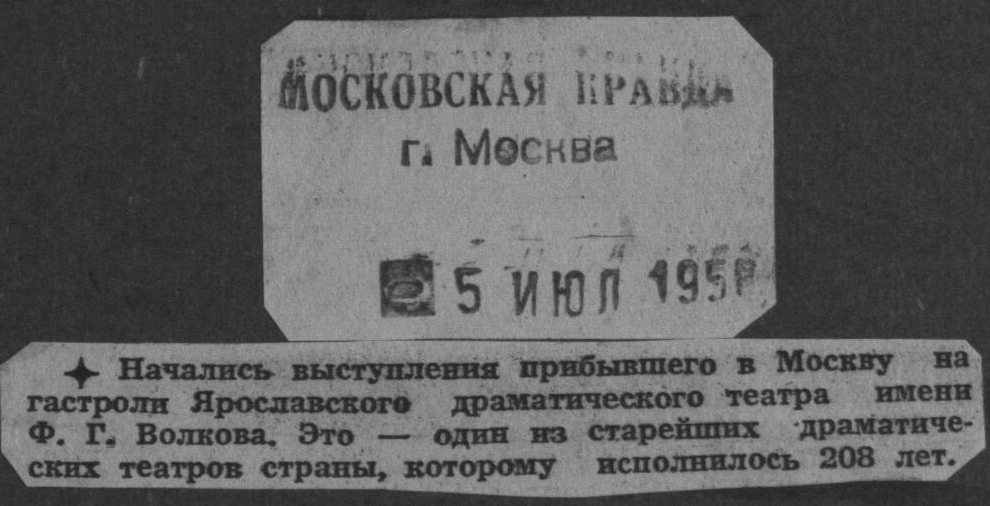 МОСКОВСКАЯ ПРАВДА
г. Москва
5 ИЮЛ 1958
Начались выступления прибывшего в Москву на
гастроли Ярославского драматического театра имени
Ф. Г. Волкова. Это — один из старейших драматиче-
ских театров страны, которому исполнилось 208 лет.